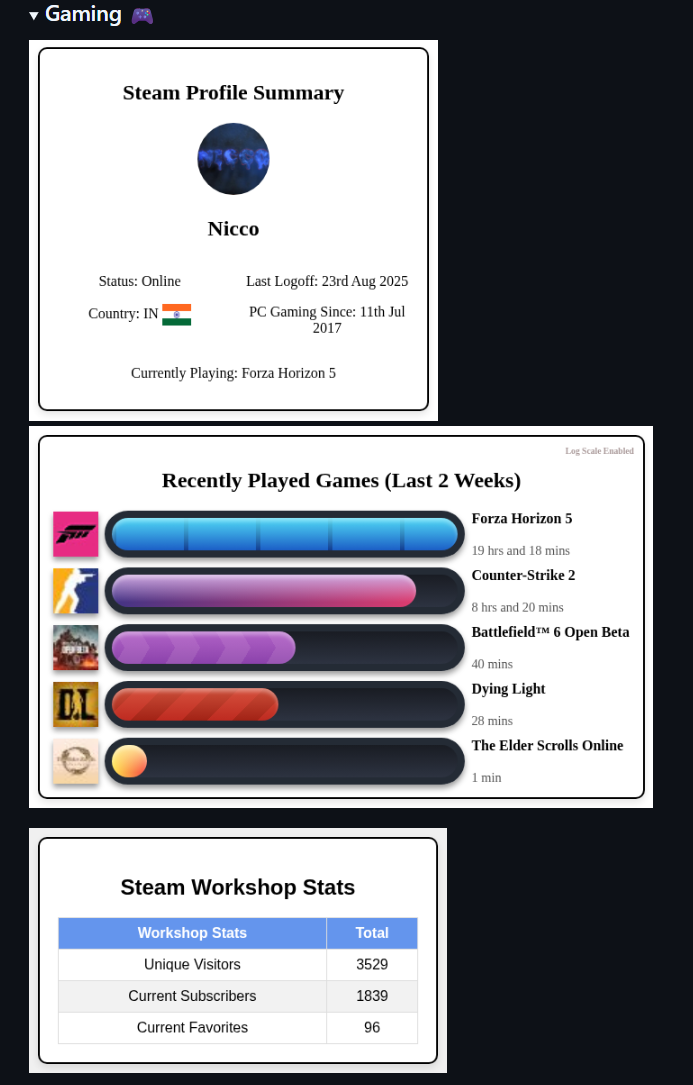 Gaming 🎮
Steam Profile Summary
Nicco
Status: Online
Last Logoff: 23rd Aug 2025
Country: IN
PC Gaming Since: 11th Jul
2017
Currently Playing: Forza Horizon 5
Log Scale Enabled
Recently Played Games (Last 2 Weeks)
Forza Horizon 5
19 hrs and 18 mins
Counter-Strike 2
8 hrs and 20 mins
OPEN BETA
Battlefield™ 6 Open Beta
40 mins
DL
Dying Light
28 mins
The Elder Scrolls Online
1 min
Steam Workshop Stats
Workshop Stats Total
Unique Visitors 3529
Current Subscribers 1839
Current Favorites 96